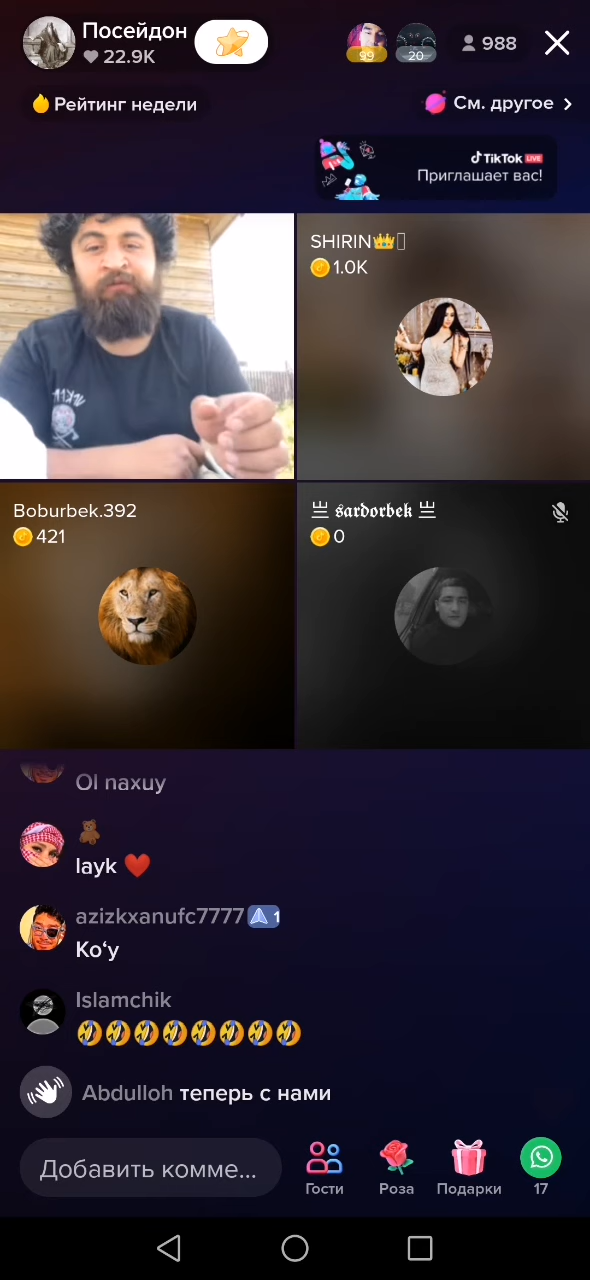 Посейдон
22.9K
99
20
988
Рейтинг недели
См. другое
TikTok LIVE
Приглашает вас!
SHIRIN👑
1.0K
Boburbek.392
421
亗 𝖘𝖆𝖗𝖉𝖔𝖗𝖇𝖊𝖐 亗
0
Ol naxuy
🧸
layk ❤️
azizkxanufc7777 1
Ko‘y
Islamchik
🤣🤣🤣🤣🤣🤣🤣🤣
Abdulloh теперь с нами
Добавить комме...
Гости
Роза
Подарки
17